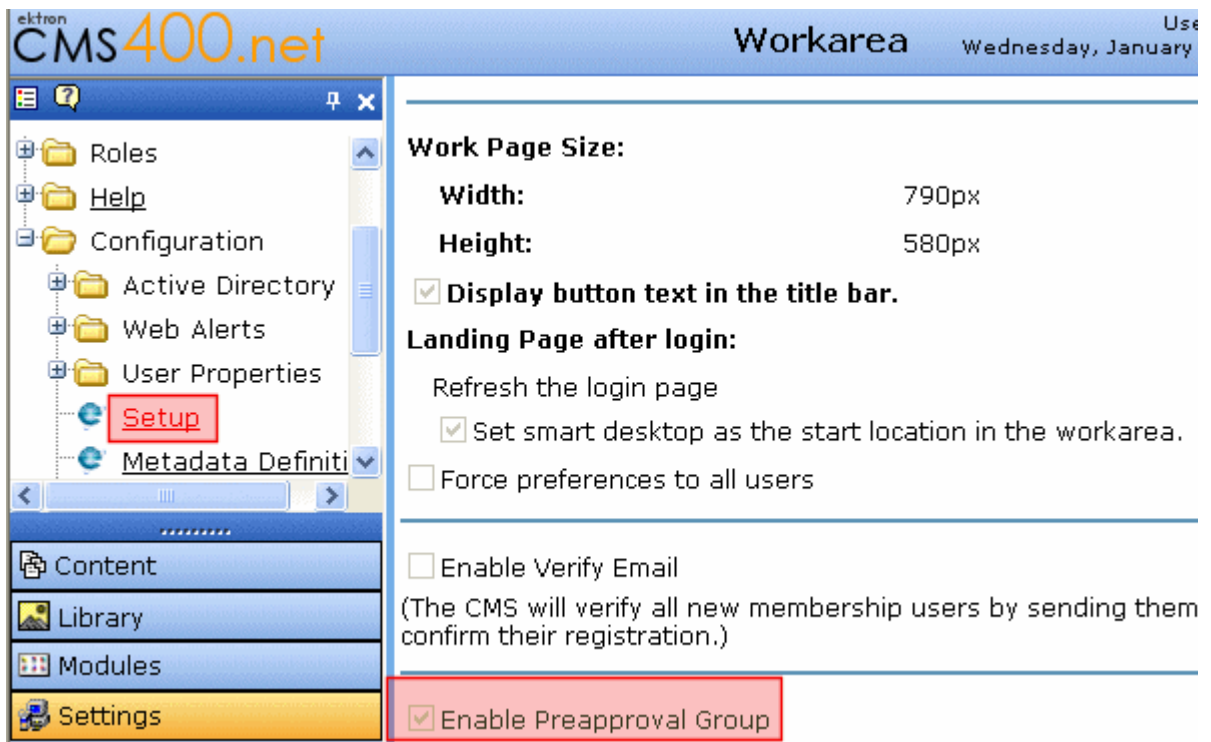 ektron
CMS400.net
Workarea
Use
Wednesday, January
Roles
Help
Configuration
Active Directory
Web Alerts
User Properties
Setup
Metadata Definiti
Content
Library
Modules
Settings
Work Page Size:
Width: 790px
Height: 580px
Display button text in the title bar.
Landing Page after login:
Refresh the login page
Set smart desktop as the start location in the workarea.
Force preferences to all users
Enable Verify Email
(The CMS will verify all new membership users by sending them
confirm their registration.)
Enable Preapproval Group